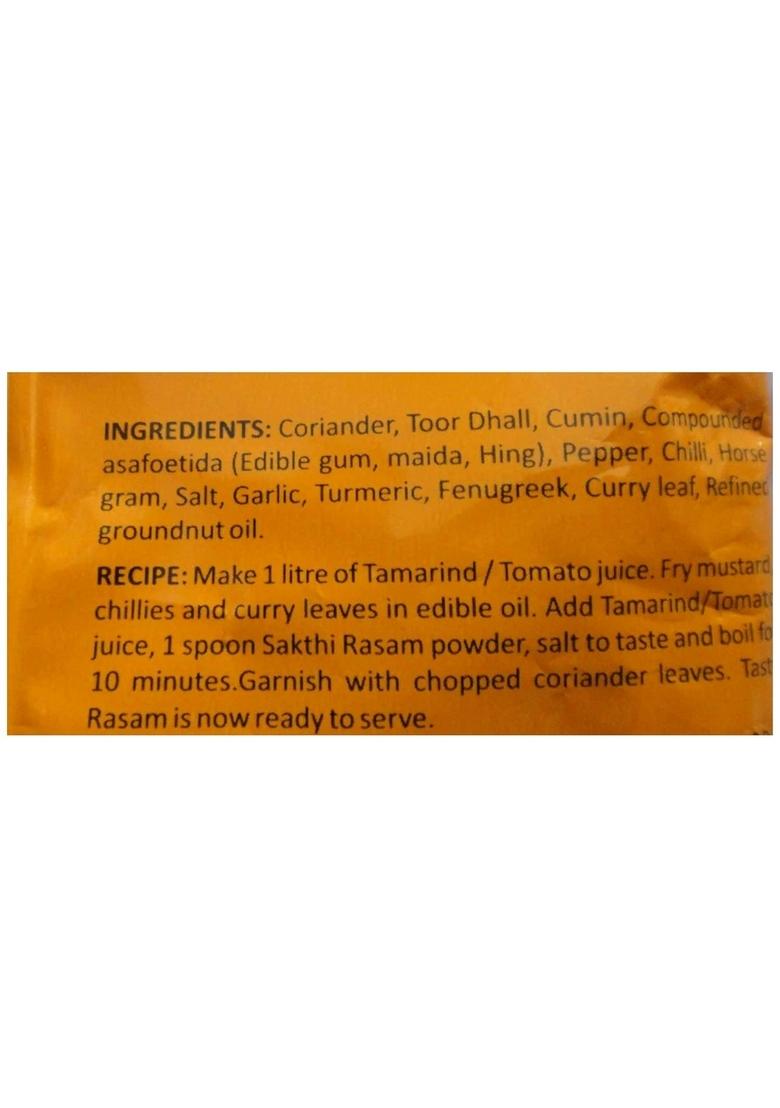 INGREDIENTS: Coriander, Toor Dhall, Cumin, Compounded
asafoetida (Edible gum, maida, Hing), Pepper, Chilli, Horse
gram, Salt, Garlic, Turmeric, Fenugreek, Curry leaf, Refined
groundnut oil.
RECIPE: Make 1 litre of Tamarind / Tomato juice. Fry mustard
chillies and curry leaves in edible oil. Add Tamarind/Tomato
juice, 1 spoon Sakthi Rasam powder, salt to taste and boil fo
10 minutes.Garnish with chopped coriander leaves. Tast
Rasam is now ready to serve.